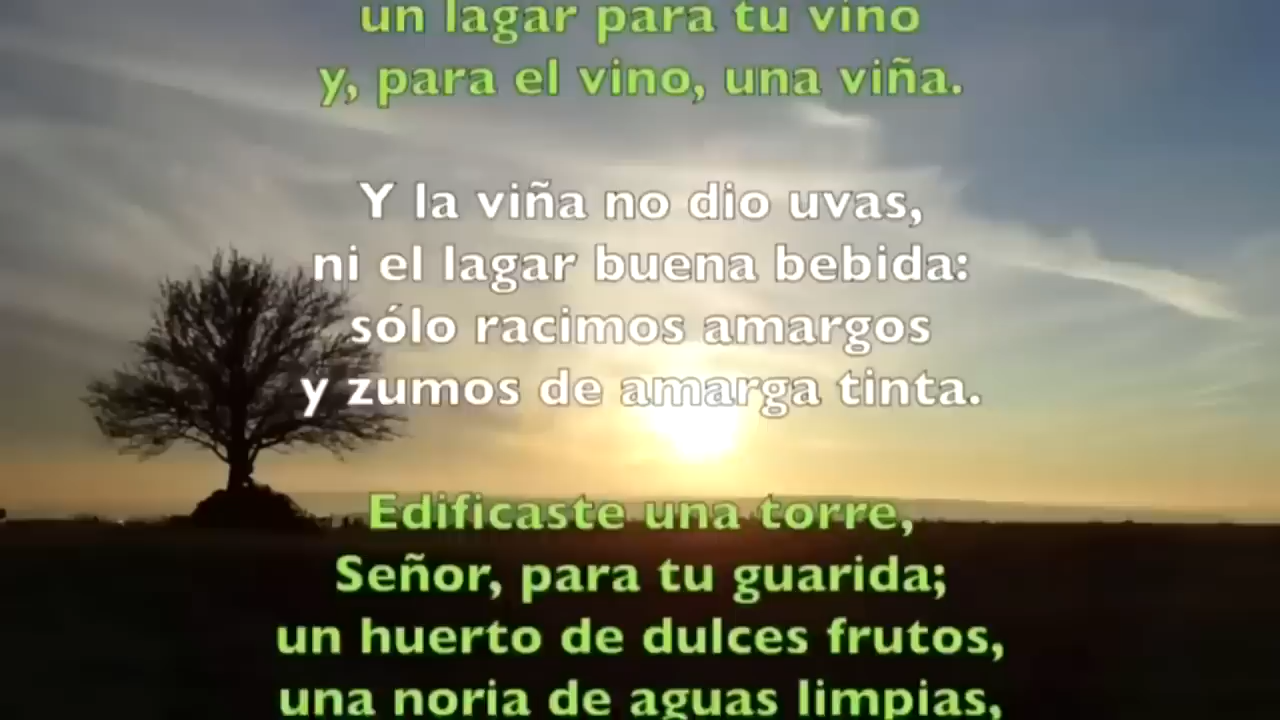 un lagar para tu vino
y, para el vino, una viña.
Y la viña no dio uvas,
ni el lagar buena bebida:
sólo racimos amargos
y zumos de amarga tinta.
Edificaste una torre,
Señor, para tu guarida;
un huerto de dulces frutos,
una noria de aguas limpias,